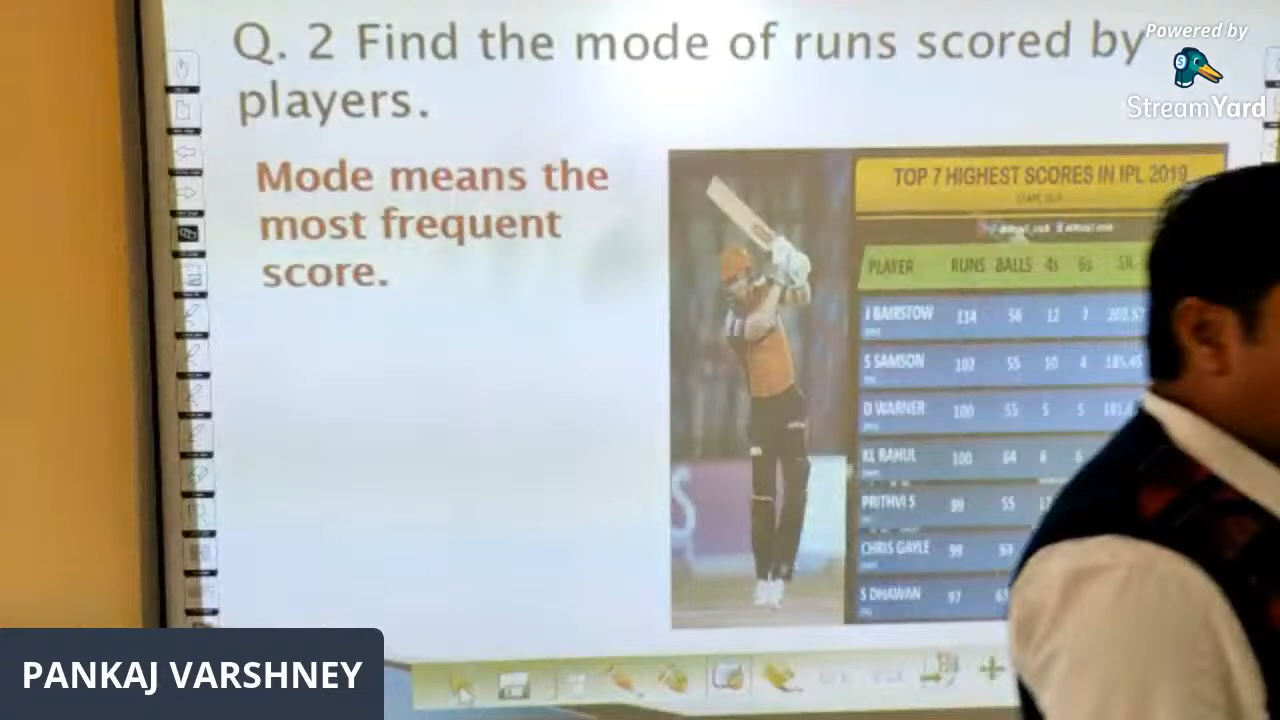 Q. 2 Find the mode of runs scored by
players.
Powered by
StreamYard
Mode means the
most frequent
score.
TOP 7 HIGHEST SCORES IN IPL 2019
PLAYER RUNS BALLS 4s 6s SR
J BAIRSTOW 114 56 12 7
S SAMSON 102 55 10 4
D WARNER 100 55 5 5
KL RAHUL 100 64 6 6
PRITHVI S 99 55
CHRIS GAYLE 99
S DHAWAN 97
PANKAJ VARSHNEY